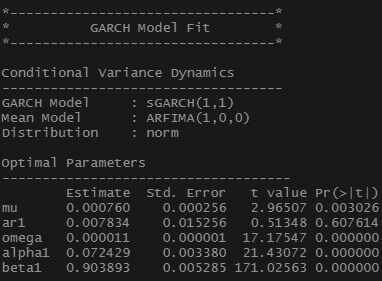 *---------------------------------*
*          GARCH Model Fit        *
*---------------------------------*
Conditional Variance Dynamics
-----------------------------------
GARCH Model     : sGARCH(1,1)
Mean Model      : ARFIMA(1,0,0)
Distribution    : norm
Optimal Parameters
------------------------------------
        Estimate  Std. Error   t value Pr(>|t|)
mu      0.000760    0.000256   2.96507 0.003026
ar1     0.007834    0.015256   0.51348 0.607614
omega   0.000011    0.000001  17.17547 0.000000
alpha1  0.072429    0.003380  21.43072 0.000000
beta1   0.903893    0.005285 171.02563 0.000000